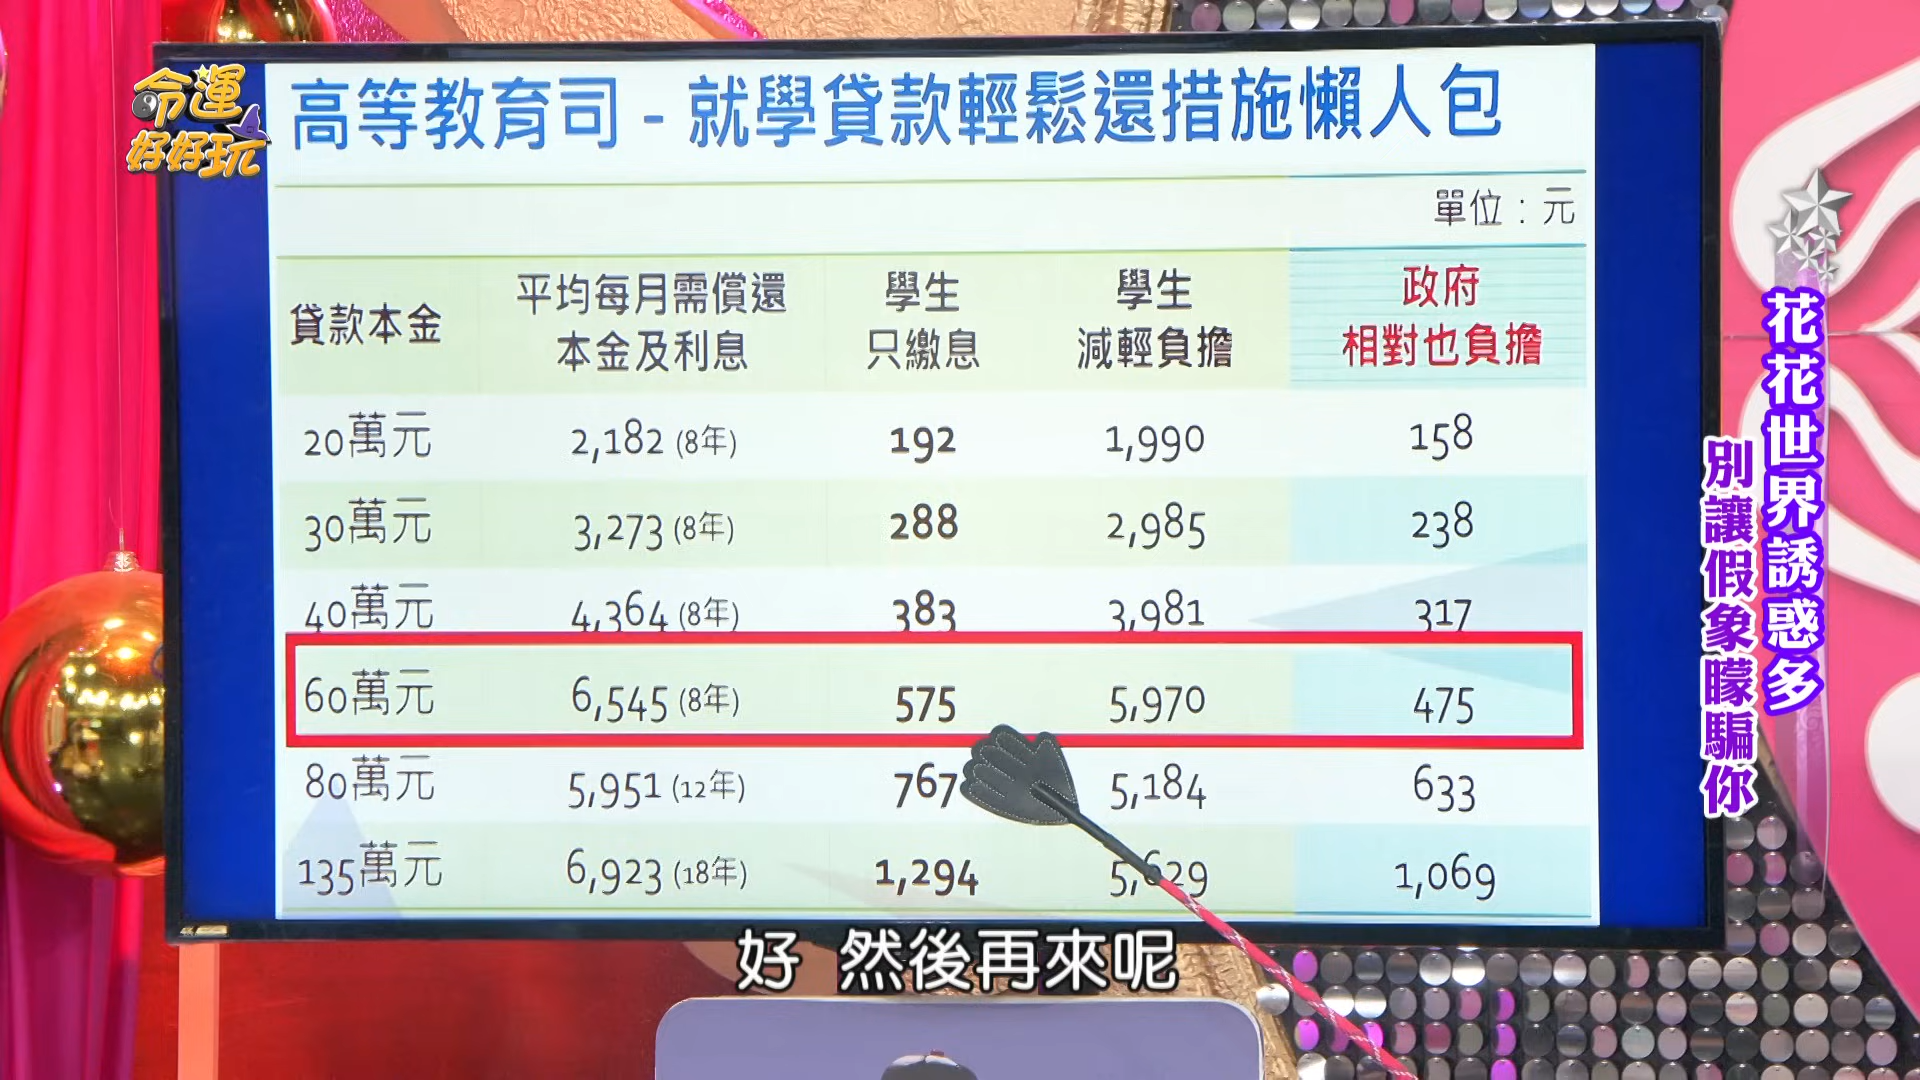 命運
好好玩
高等教育司 - 就學貸款輕鬆還措施懶人包
單位：元
貸款本金 平均每月需償還本金及利息 學生只繳息 學生減輕負擔 政府相對也負擔
20萬元 2,182 (8年) 192 1,990 158
30萬元 3,273 (8年) 288 2,985 238
40萬元 4,364 (8年) 383 3,981 317
60萬元 6,545 (8年) 575 5,970 475
80萬元 5,951 (12年) 767 5,184 633
135萬元 6,923 (18年) 1,294 5,629 1,069
花花世界誘惑多
別讓假象矇騙你
好 然後再來呢